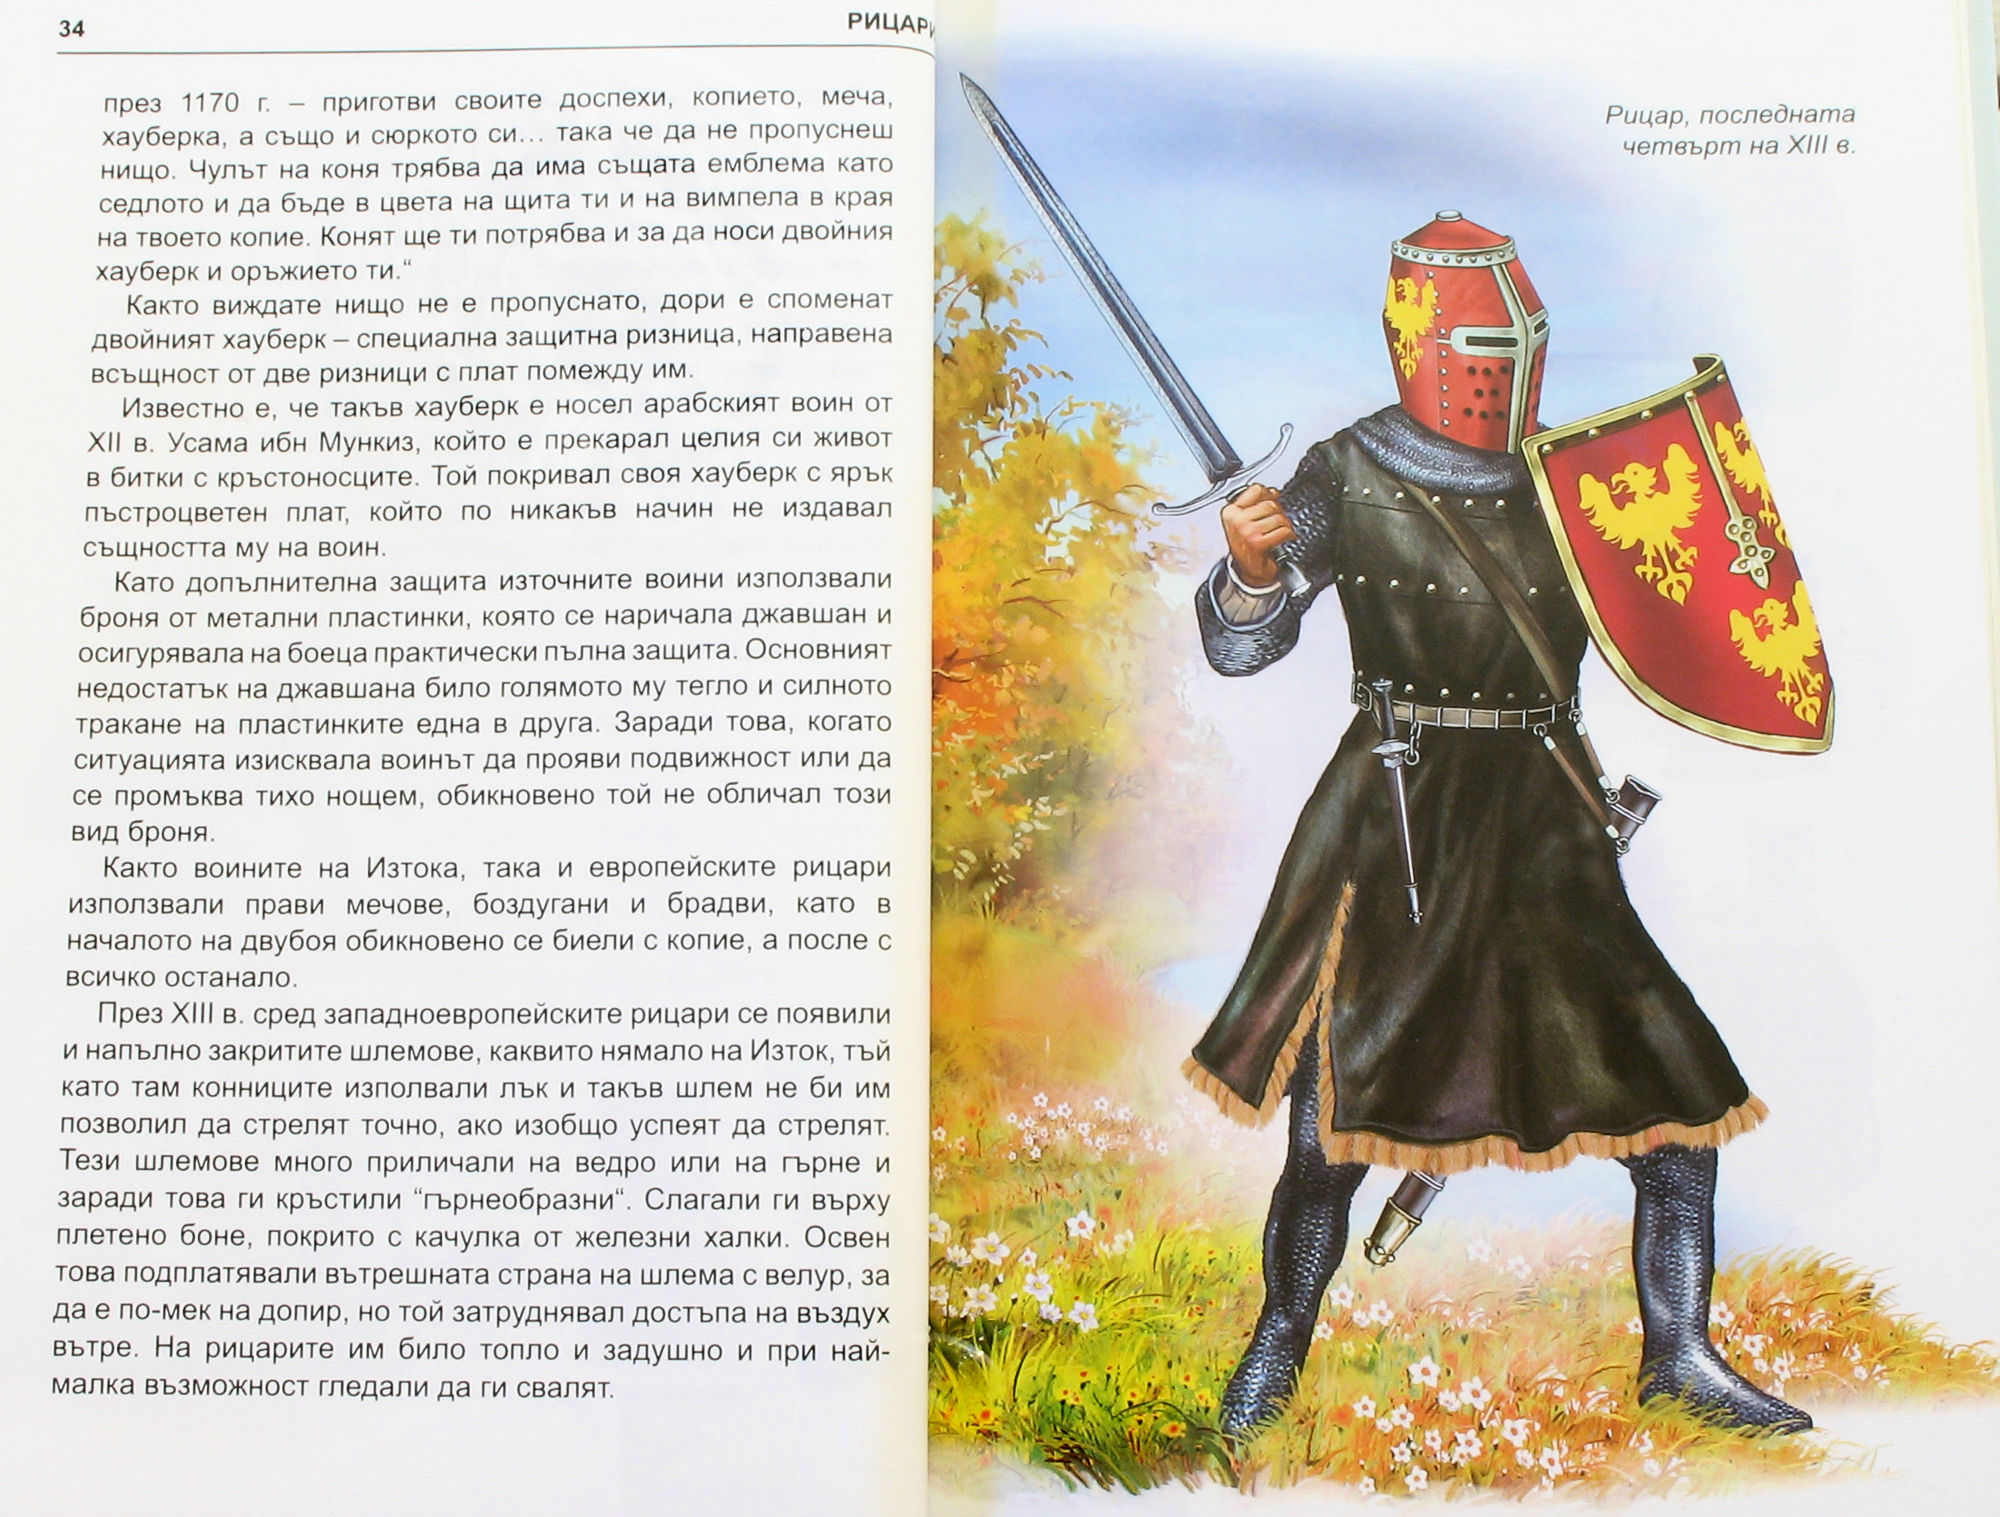 34
РИЦАРИ
през 1170 г. – приготви своите доспехи, копието, меча,
хауберка, а също и сюркото си... така че да не пропуснеш
нищо. Чулът на коня трябва да има същата емблема като
седлото и да бъде в цвета на щита ти и на вимпела в края
на твоето копие. Конят ще ти потрябва и за да носи двойния
хауберк и оръжието ти.“
Както виждате нищо не е пропуснато, дори е споменат
двойният хауберк – специална защитна ризница, направена
всъщност от две ризници с плат помежду им.
Известно е, че такъв хауберк е носел арабският воин от
XII в. Усама ибн Мункиз, който е прекарал целия си живот
в битки с кръстоносците. Той покривал своя хауберк с ярък
пъстроцветен плат, който по никакъв начин не издавал
същността му на воин.
Като допълнителна защита източните воини използвали
броня от метални пластинки, която се наричала джавшан и
осигурявала на боеца практически пълна защита. Основният
недостатък на джавшана било голямото му тегло и силното
тракане на пластинките една в друга. Заради това, когато
ситуацията изисквала воинът да прояви подвижност или да
се промъква тихо нощем, обикновено той не обличал този
вид броня.
Както воините на Изтока, така и европейските рицари
използвали прави мечове, боздугани и брадви, като в
началото на двубоя обикновено се биели с копие, а после с
всичко останало.
През XIII в. сред западноевропейските рицари се появили
и напълно закритите шлемове, каквито нямало на Изток, тъй
като там конниците изполвали лък и такъв шлем не би им
позволил да стрелят точно, ако изобщо успеят да стрелят.
Тези шлемове много приличали на ведро или на гърне и
заради това ги кръстили “гърнеобразни“. Слагали ги върху
плетено боне, покрито с качулка от железни халки. Освен
това подплатявали вътрешната страна на шлема с велур, за
да е по-мек на допир, но той затруднявал достъпа на въздух
вътре. На рицарите им било топло и задушно и при най-
малка възможност гледали да ги свалят.
Рицар, последната
четвърт на XIII в.